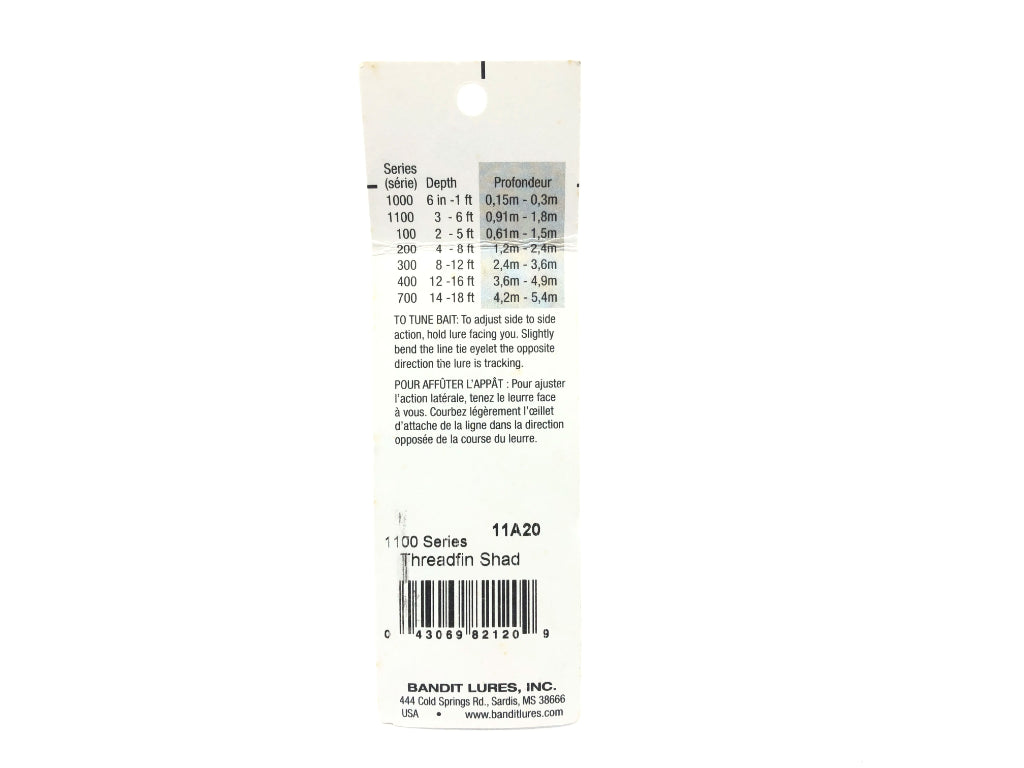 Series
(série) Depth Profondeur
1000 6 in -1 ft 0,15m - 0,3m
1100 3 - 6 ft 0,91m - 1,8m
100 2 - 5 ft 0,61m - 1,5m
200 4 - 8 ft 1,2m - 2,4m
300 8 -12 ft 2,4m - 3,6m
400 12 -16 ft 3,6m - 4,9m
700 14 -18 ft 4,2m - 5,4m
TO TUNE BAIT: To adjust side to side
action, hold lure facing you. Slightly
bend the line tie eyelet the opposite
direction the lure is tracking.
POUR AFFÛTER L'APPÂT : Pour ajuster
l'action latérale, tenez le leurre face
à vous. Courbez légèrement l'œillet
d'attache de la ligne dans la direction
opposée de la course du leurre.
11A20
1100 Series
Threadfin Shad
0 43069 82120 9
BANDIT LURES, INC.
444 Cold Springs Rd., Sardis, MS 38666
USA • www.banditlures.com